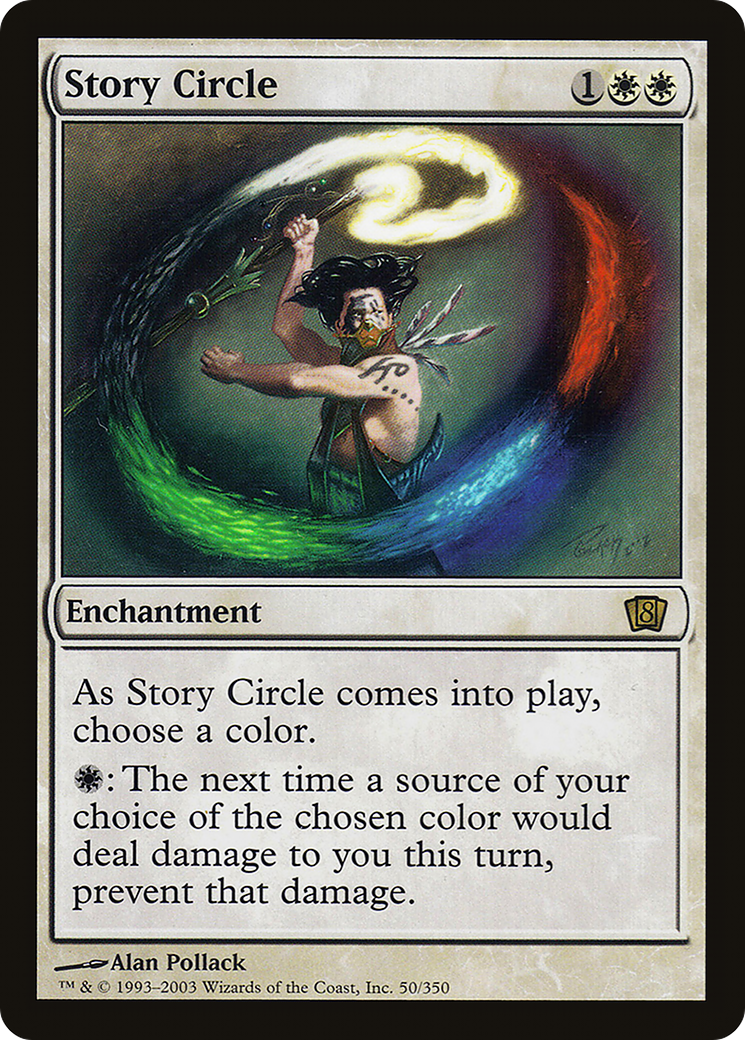 Story Circle 1
Enchantment 8
As Story Circle comes into play,
choose a color.
: The next time a source of your
choice of the chosen color would
deal damage to you this turn,
prevent that damage.
Alan Pollack
™ & © 1993–2003 Wizards of the Coast, Inc. 50/350